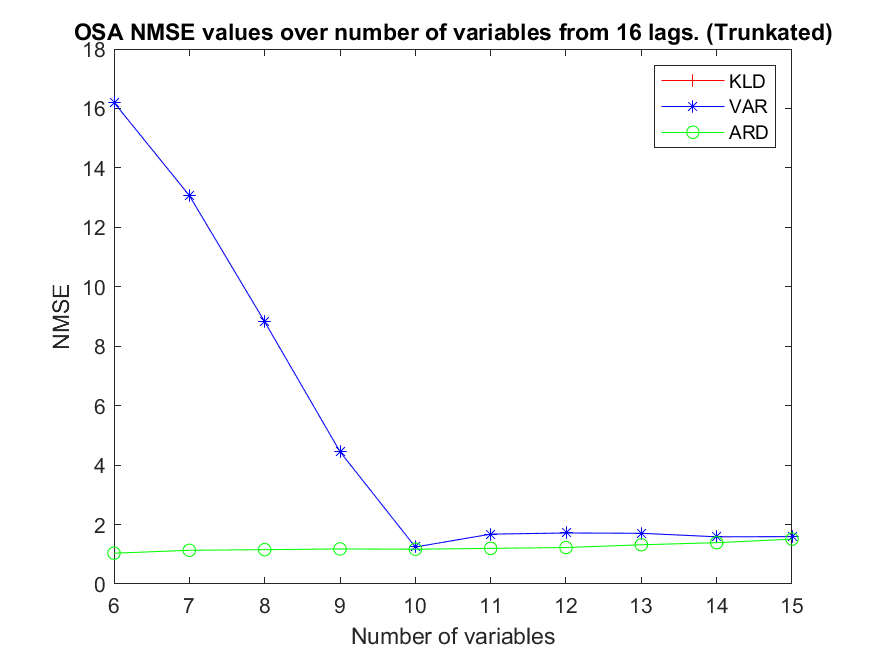 OSA NMSE values over number of variables from 16 lags. (Trunkated)
18
16
14
12
10
8
6
4
2
0
NMSE
KLD
VAR
ARD
6 7 8 9 10 11 12 13 14 15
Number of variables